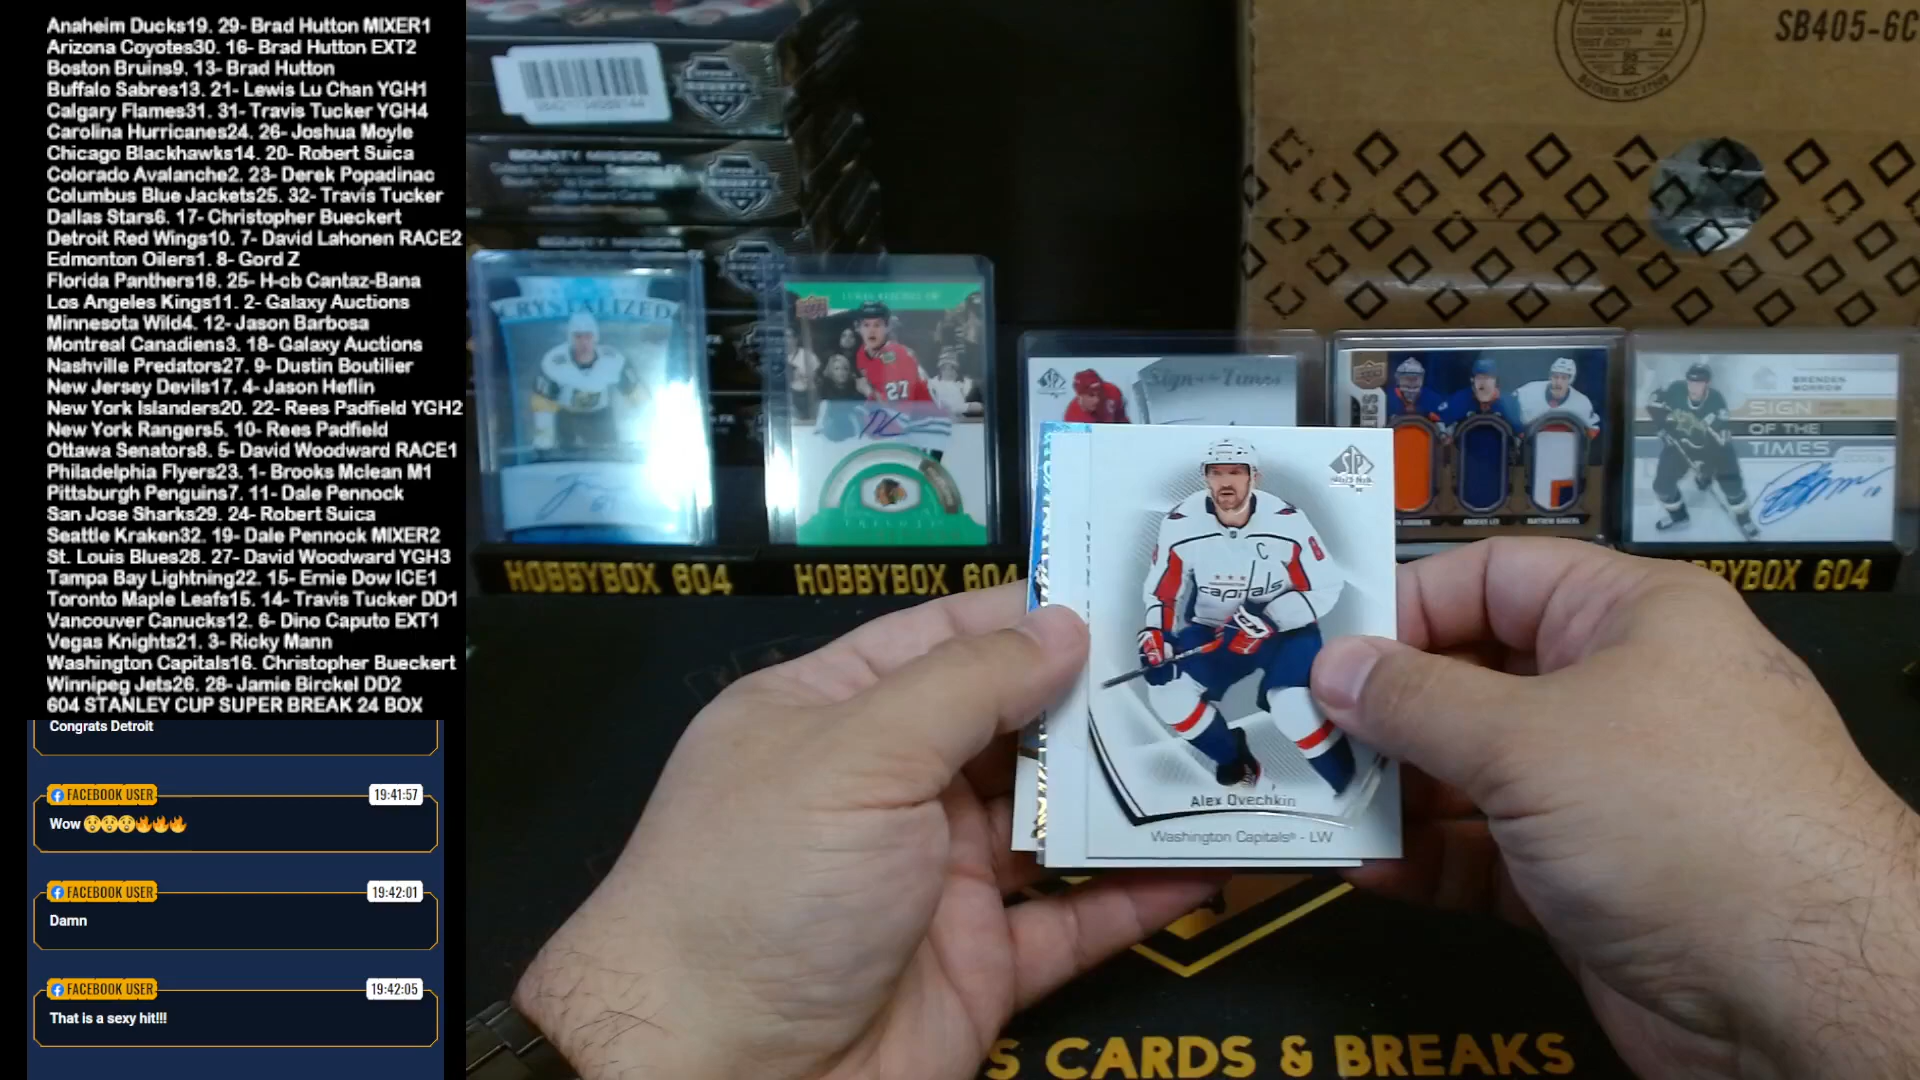 Anaheim Ducks19. 29- Brad Hutton MIXER1
Arizona Coyotes30. 16- Brad Hutton EXT2
Boston Bruins9. 13- Brad Hutton
Buffalo Sabres13. 21- Lewis Lu Chan YGH1
Calgary Flames31. 31- Travis Tucker YGH4
Carolina Hurricanes24. 26- Joshua Moyle
Chicago Blackhawks14. 20- Robert Suica
Colorado Avalanche2. 23- Derek Popadinac
Columbus Blue Jackets25. 32- Travis Tucker
Dallas Stars6. 17- Christopher Bueckert
Detroit Red Wings10. 7- David Lahonen RACE2
Edmonton Oilers1. 8- Gord Z
Florida Panthers18. 25- H-cb Cantaz-Bana
Los Angeles Kings11. 2- Galaxy Auctions
Minnesota Wild4. 12- Jason Barbosa
Montreal Canadiens3. 18- Galaxy Auctions
Nashville Predators27. 9- Dustin Boutilier
New Jersey Devils17. 4- Jason Heflin
New York Islanders20. 22- Rees Padfield YGH2
New York Rangers5. 10- Rees Padfield
Ottawa Senators8. 5- David Woodward RACE1
Philadelphia Flyers23. 1- Brooks Mclean M1
Pittsburgh Penguins7. 11- Dale Pennock
San Jose Sharks29. 24- Robert Suica
Seattle Kraken32. 19- Dale Pennock MIXER2
St. Louis Blues28. 27- David Woodward YGH3
Tampa Bay Lightning22. 15- Ernie Dow ICE1
Toronto Maple Leafs15. 14- Travis Tucker DD1
Vancouver Canucks12. 6- Dino Caputo EXT1
Vegas Knights21. 3- Ricky Mann
Washington Capitals16. Christopher Bueckert
Winnipeg Jets26. 28- Jamie Birckel DD2
604 STANLEY CUP SUPER BREAK 24 BOX
Congrats Detroit
FACEBOOK USER 19:41:57
Wow 😲😲😲🔥🔥🔥
FACEBOOK USER 19:42:01
Damn
FACEBOOK USER 19:42:05
That is a sexy hit!!!
SB405-6C
BOUNTY MISSION
CRYSTALIZED
27
Sign of the Times
BRENDEN
MORROW
SIGN
OF THE
TIMES
HOBBYBOX 604
HOBBYBOX 604
BYBOX 604
SP
C
capitals
Alex Ovechkin
Washington Capitals® - LW
S CARDS & BREAKS